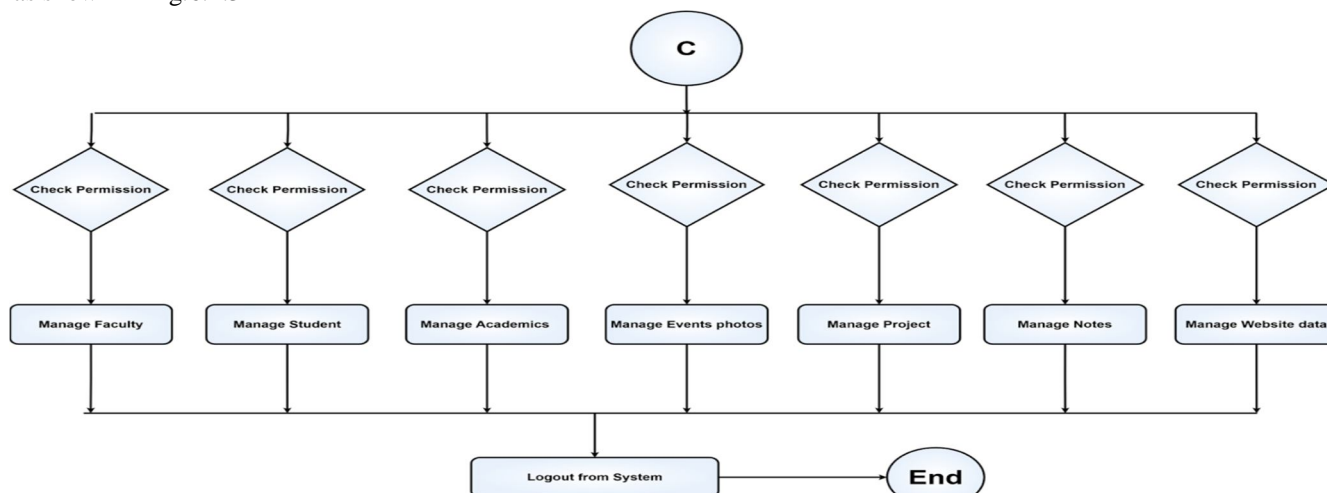 C
Check Permission
Check Permission
Check Permission
Check Permission
Check Permission
Check Permission
Check Permission
Manage Faculty
Manage Student
Manage Academics
Manage Events photos
Manage Project
Manage Notes
Manage Website data
Logout from System
End